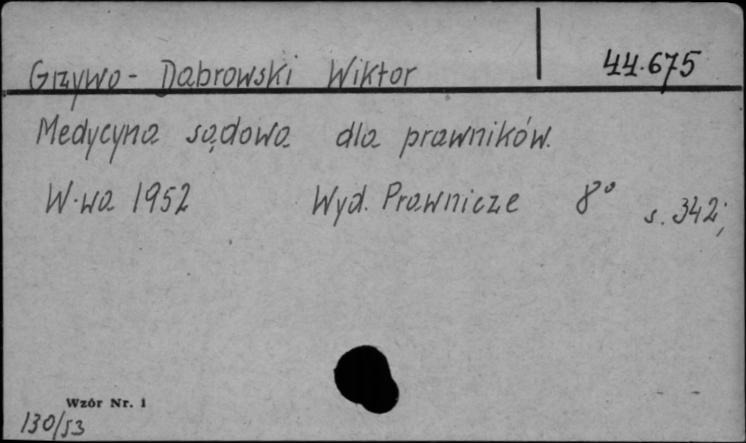 Grzywo- Dąbrowski Wiktor 44.675
Medycyna sądowa dla prawników.
W-wa 1952 Wyd. Prawnicze 8° s. 342;
Wzór Nr. 1
130/53